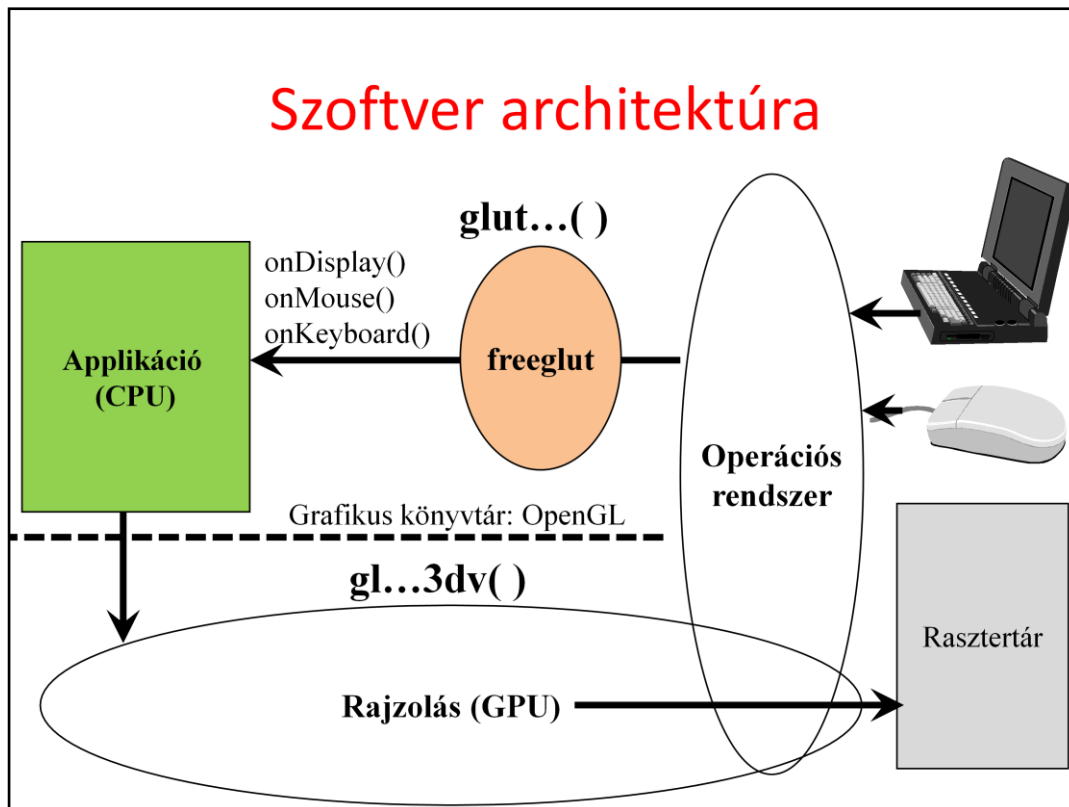 Szoftver architektúra
glut…( )
onDisplay()
onMouse()
onKeyboard()
Applikáció
(CPU)
freeglut
Operációs
rendszer
Grafikus könyvtár: OpenGL
gl…3dv( )
Rajzolás (GPU)
Rasztertár